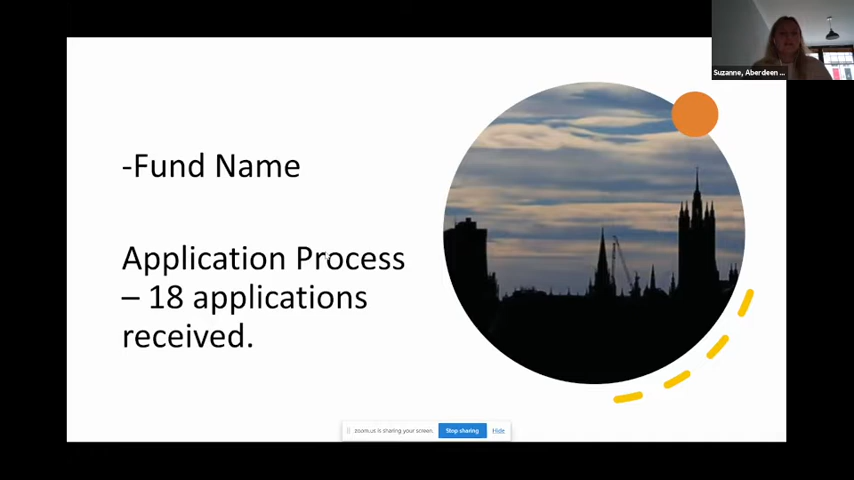 Suzanne, Aberdeen ...
-Fund Name
Application Process
– 18 applications
received.
zoom.us is sharing your screen.
Stop sharing
Hide